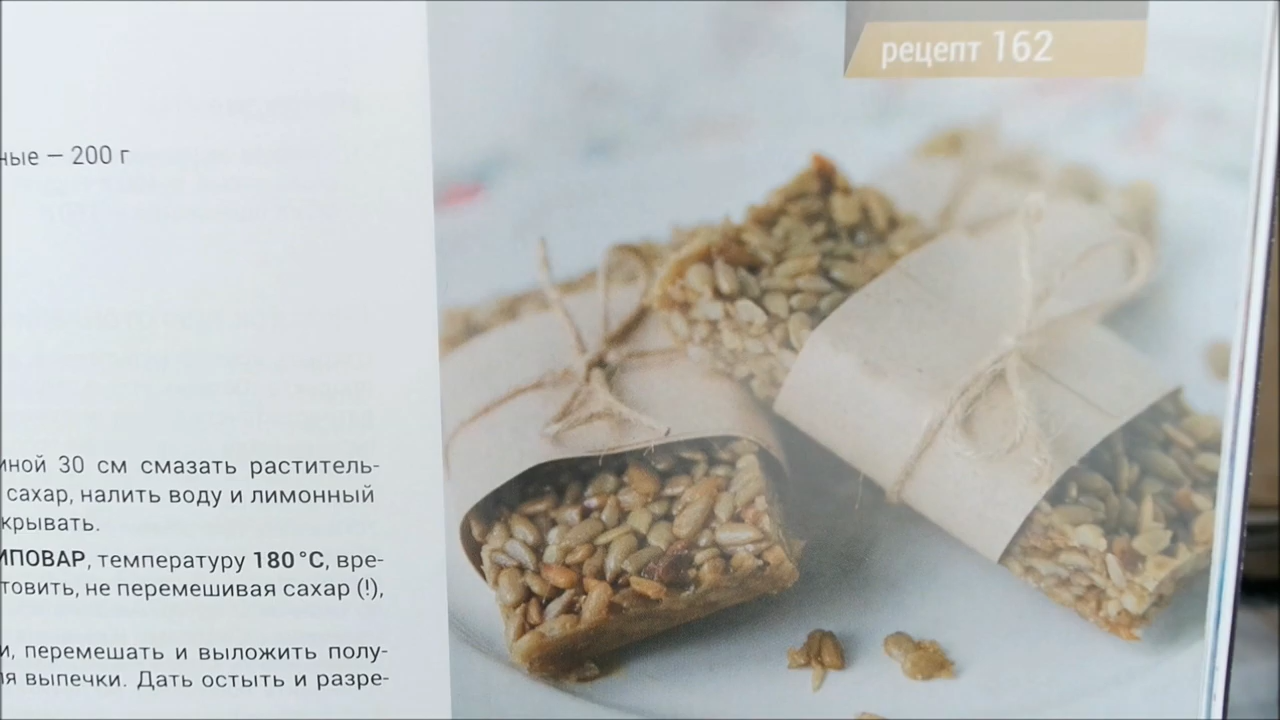 рецепт 162
ные — 200 г
иной 30 см смазать раститель-
сахар, налить воду и лимонный
крывать.
ИПОВАР, температуру 180 °С, вре-
товить, не перемешивая сахар (!),
и, перемешать и выложить полу-
ля выпечки. Дать остыть и разре-